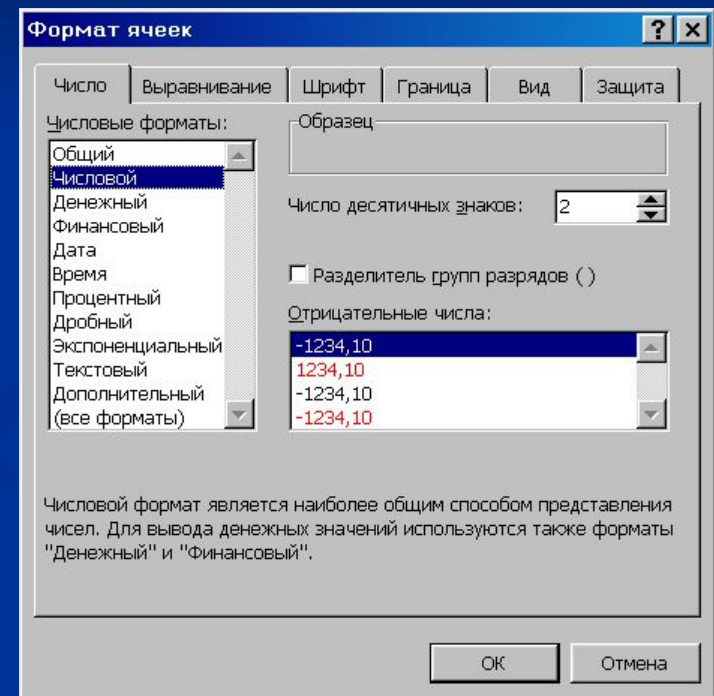 Формат ячеек
Число Выравнивание Шрифт Граница Вид Защита
Числовые форматы:
Общий
Числовой
Денежный
Финансовый
Дата
Время
Процентный
Дробный
Экспоненциальный
Текстовый
Дополнительный
(все форматы)
Образец
Число десятичных знаков: 2
Разделитель групп разрядов ( )
Отрицательные числа:
-1234,10
1234,10
-1234,10
-1234,10
Числовой формат является наиболее общим способом представления
чисел. Для вывода денежных значений используются также форматы
"Денежный" и "Финансовый".
ОК Отмена